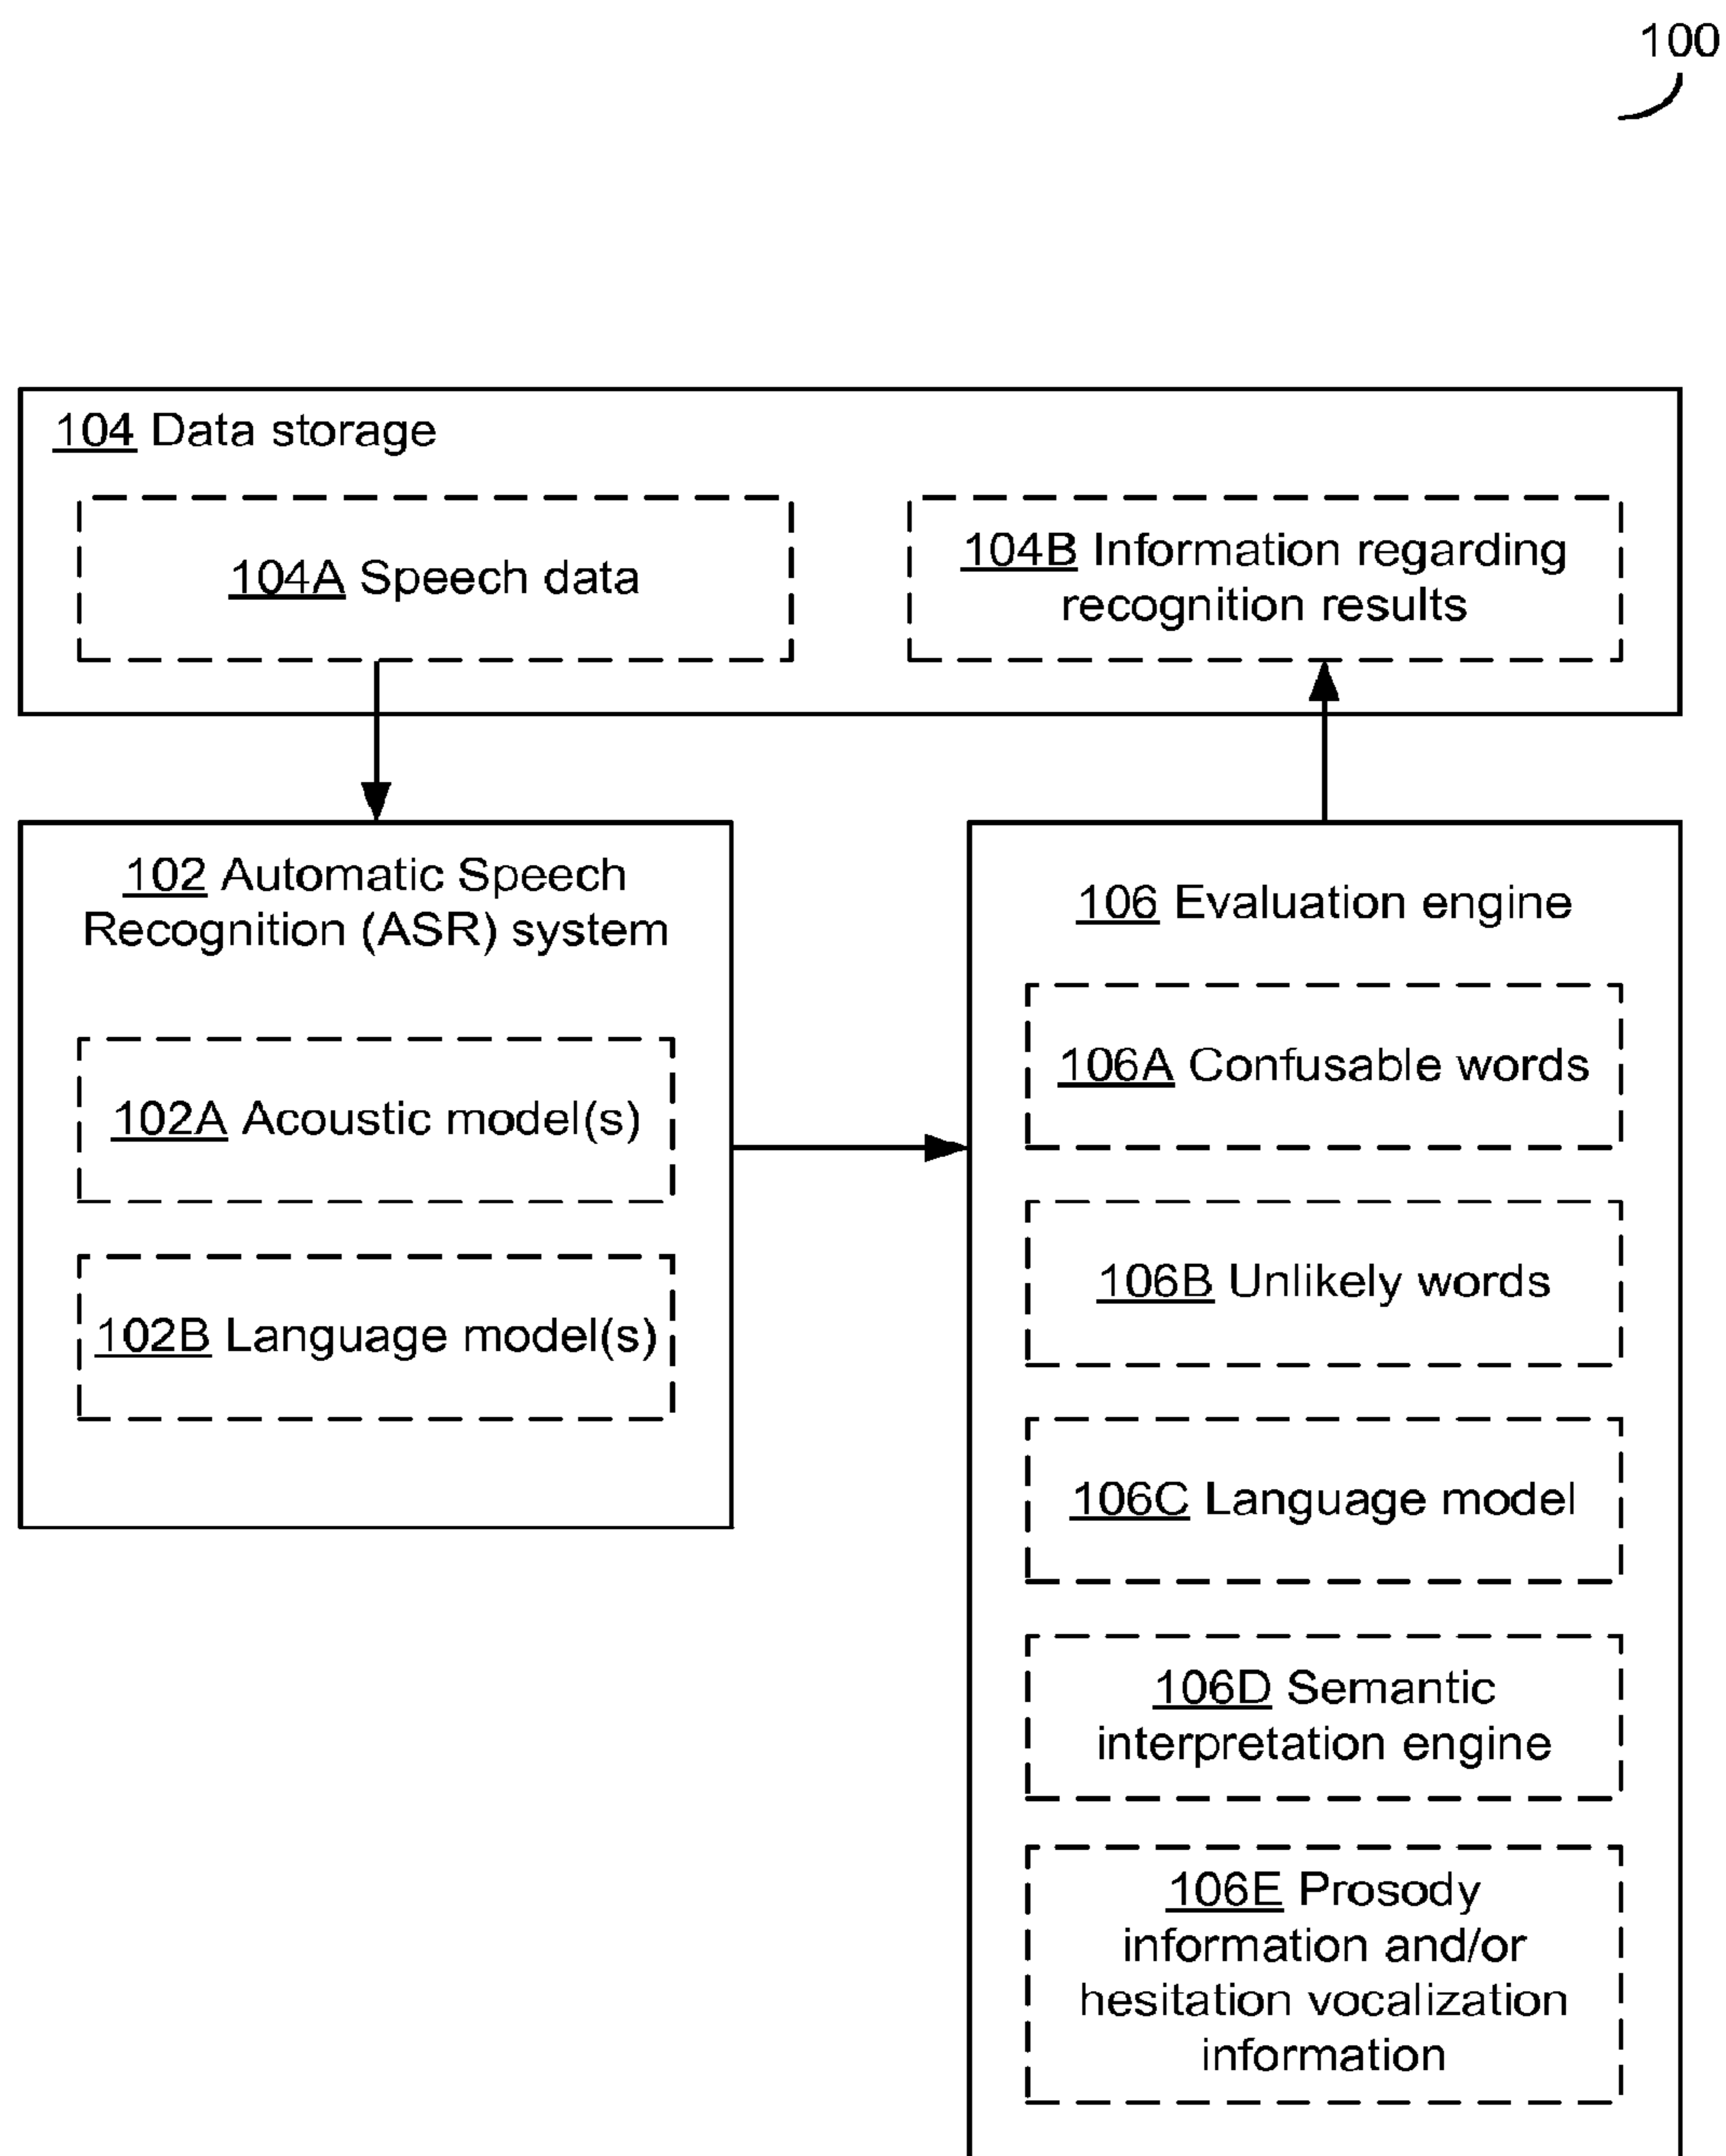 100
104 Data storage
104A Speech data
104B Information regarding
recognition results
102 Automatic Speech
Recognition (ASR) system
102A Acoustic model(s)
102B Language model(s)
106 Evaluation engine
106A Confusable words
106B Unlikely words
106C Language model
106D Semantic
interpretation engine
106E Prosody
information and/or
hesitation vocalization
information